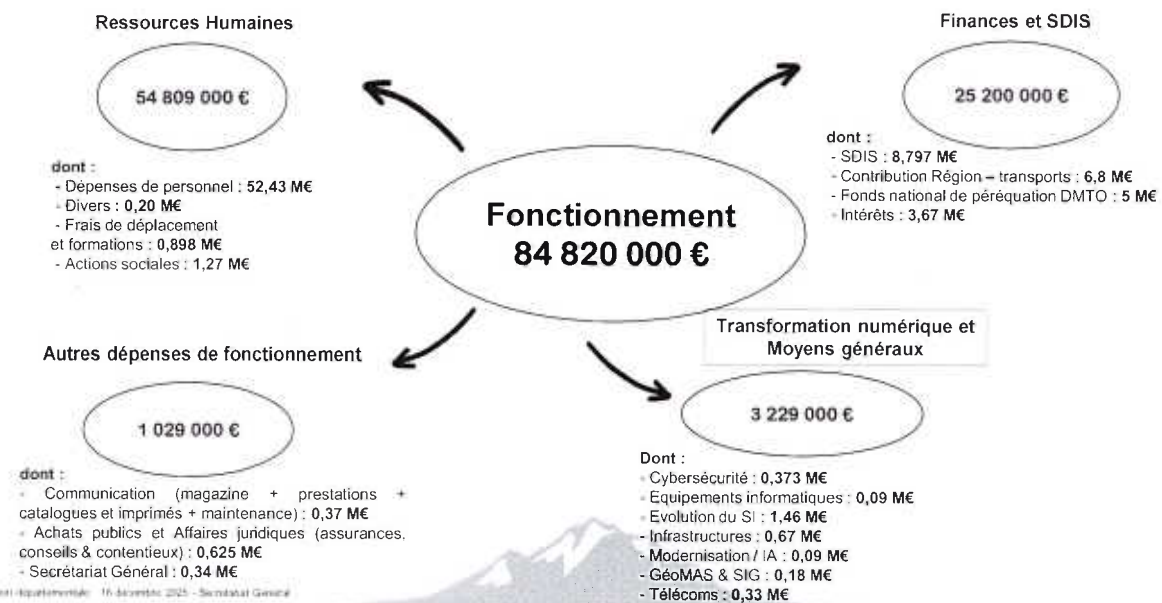 Ressources Humaines
54 809 000 €
dont :
- Dépenses de personnel : 52,43 M€
- Divers : 0,20 M€
- Frais de déplacement
et formations : 0,898 M€
- Actions sociales : 1,27 M€
Finances et SDIS
25 200 000 €
dont :
- SDIS : 8,797 M€
- Contribution Région – transports : 6,8 M€
- Fonds national de péréquation DMTO : 5 M€
- Intérêts : 3,67 M€
Fonctionnement
84 820 000 €
Autres dépenses de fonctionnement
1 029 000 €
dont :
- Communication (magazine + prestations +
catalogues et imprimés + maintenance) : 0,37 M€
- Achats publics et Affaires juridiques (assurances,
conseils & contentieux) : 0,625 M€
- Secrétariat Général : 0,34 M€
Transformation numérique et
Moyens généraux
3 229 000 €
Dont :
- Cybersécurité : 0,373 M€
- Equipements informatiques : 0,09 M€
- Evolution du SI : 1,46 M€
- Infrastructures : 0,67 M€
- Modernisation / IA : 0,09 M€
- GéoMAS & SIG : 0,18 M€
- Télécoms : 0,33 M€
départementale 16 décembre 2025 - Secrétariat Général